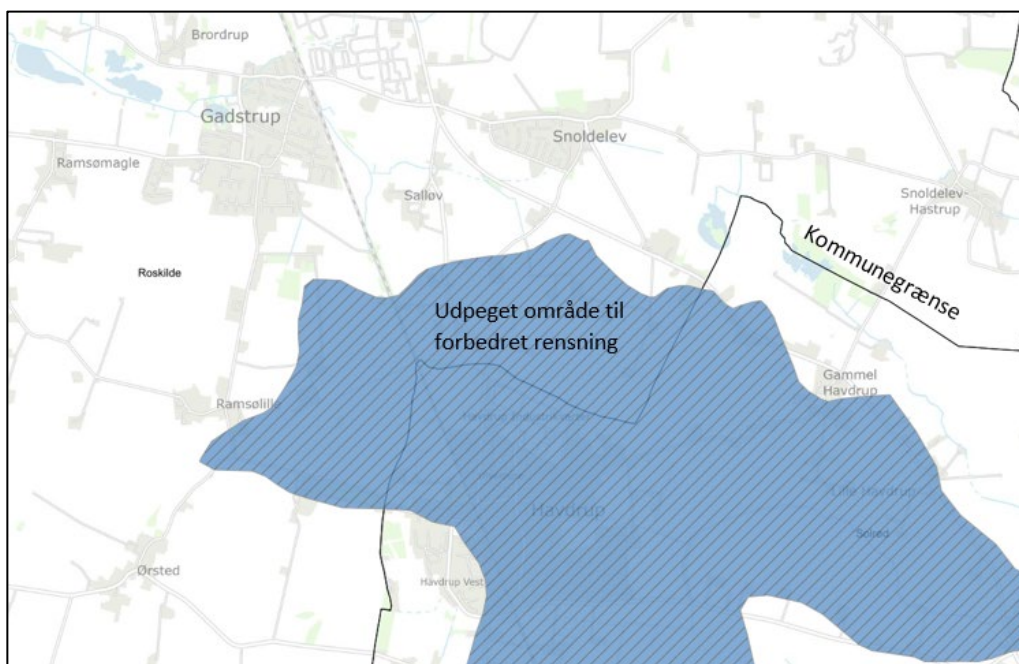 Brordrup
Gadstrup
Ramsømagle
Snoldelev
Salløv
Snoldelev-
Hastrup
Kommunegrænse
Roskilde
Udpeget område til
forbedret rensning
Gammel
Havdrup
Ramsølille
Lille Havdrup
Havdrup
Solrød
Ørsted
Havdrup Vest